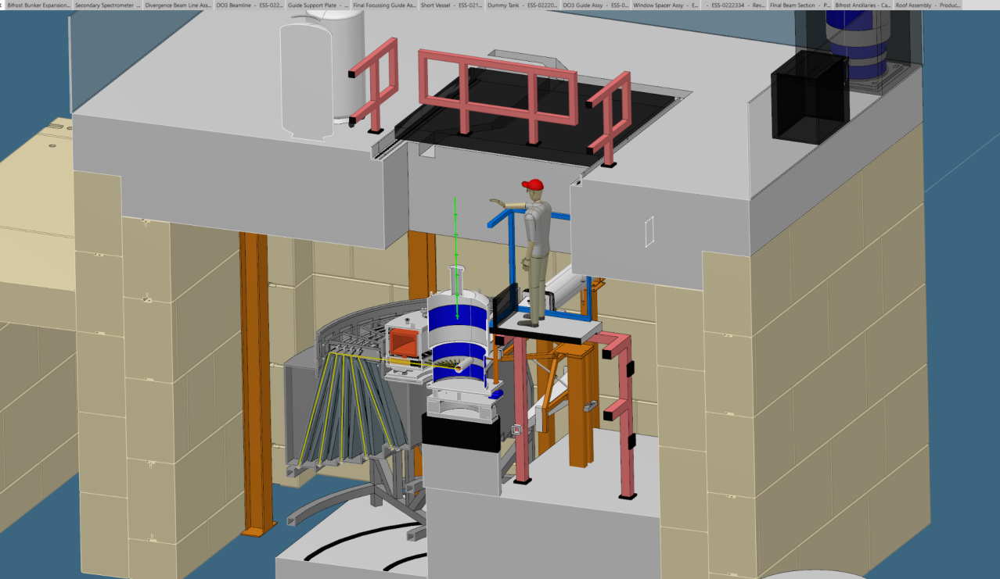 Bifrost Bunker Expansion... Secondary Spectrometer ... Divergence Beam Line Ass... DO3 Beamline - ESS-022... Guide Support Plate - ... Final Focussing Guide As... Short Vessel - ESS-021... Dummy Tank - ESS-02220... DO3 Guide Assy - ESS-0... Window Spacer Assy - E... - ESS-0222334 - Rev... Final Beam Section - P... Bifrost Ancillaries - Ca... Roof Assembly - Produc...